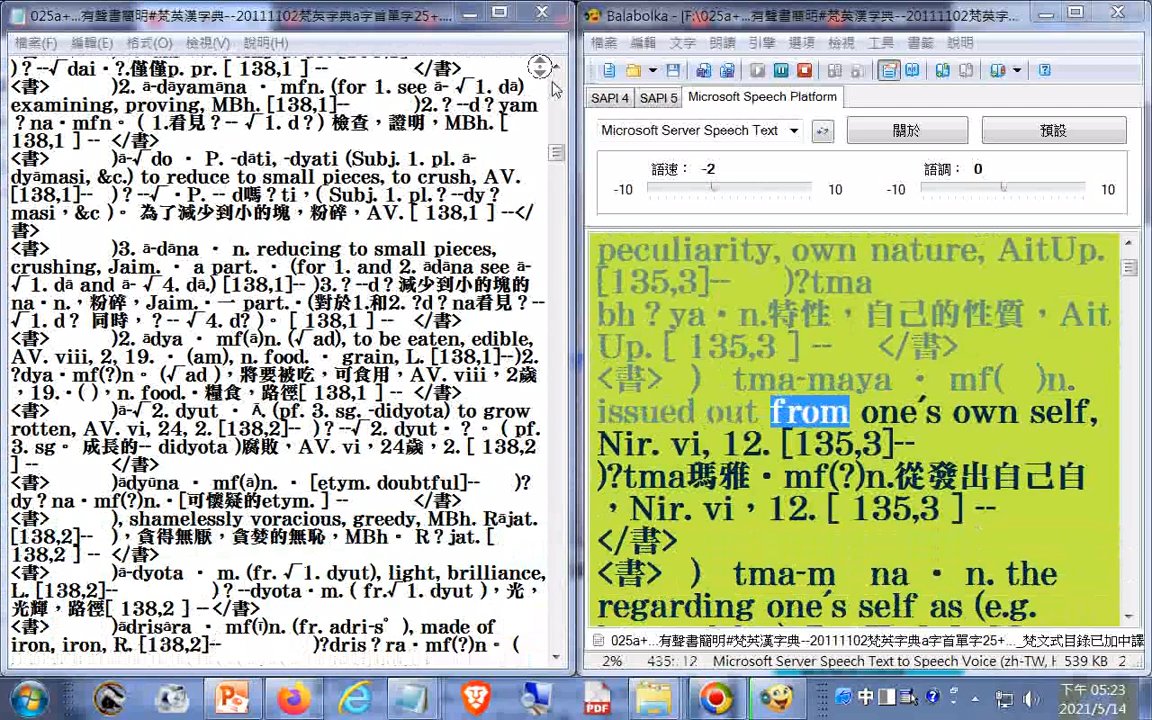 025a+...有聲書簡明#梵英漢字典--20111102梵英字典a字首單字25+...
檔案(F) 編輯(E) 格式(O) 檢視(V) 說明(H)
)? --√dai‧?.僅僅p. pr. [ 138,1 ] -- </書>
<書> )2. ā-dāyamāna‧mfn. (for 1. see ā-√1. dā)
examining, proving, MBh. [138,1]-- )2.?--d?yam
?na‧mfn。( 1.看見?--√1. d?) 檢查，證明，MBh. [
138,1 ] -- </書>
<書> )ā-√do‧P. -dāti, -dyati (Subj. 1. pl. ā-
dyāmasi, &c.) to reduce to small pieces, to crush, AV.
[138,1]-- )?--√‧P. -- d嗎?ti，( Subj. 1. pl.?--dy?
masi，&c )。 為了減少到小的塊，粉碎，AV. [ 138,1 ] --</
書>
<書> )3. ā-dāna‧n. reducing to small pieces,
crushing, Jaim.‧a part.‧(for 1. and 2. ādāna see ā-
√1. dā and ā-√4. dā.) [138,1]-- )3.?--d?減少到小的塊的
na‧n.，粉碎，Jaim.‧一 part.‧(對於1.和2. ?d?na看見?--
√1. d? 同時，?--√4. d? )。[ 138,1 ] -- </書>
<書> )2. ādya‧mf(ā)n. (√ad), to be eaten, edible,
AV. viii, 2, 19.‧(am), n. food.‧grain, L. [138,1]--)2.
?dya‧mf(?)n。(√ad )，將要被吃，可食用，AV. viii，2歲
，19.‧( ), n. food.‧糧食，路徑[ 138,1 ] -- </書>
<書> )ā-√2. dyut‧Ā. (pf. 3. sg. -didyota) to grow
rotten, AV. vi, 24, 2. [138,2]-- )?--√2. dyut‧?。( pf.
3. sg。成長的-- didyota )腐敗，AV. vi，24歲，2. [ 138,2
] -- </書>
<書> )ādyūna‧mf(ā)n.‧[etym. doubtful]-- )?
dy?na‧mf(?)n.‧[可懷疑的etym. ] -- </書>
<書> ), shamelessly voracious, greedy, MBh. Rājat.
[138,2]-- )，貪得無厭，貪婪的無恥，MBh。R?jat. [
138,2 ] -- </書>
<書> )ā-dyota‧m. (fr.√1. dyut), light, brilliance,
L. [138,2]-- )?--dyota‧m. ( fr.√1. dyut )，光，
光輝，路徑[ 138,2 ] --</書>
<書> )ādrisāra‧mf(ī)n. (fr. adri-s°), made of
iron, iron, R. [138,2]-- )?dris?ra‧mf(?)n。(
Balabolka - [F:\025a+...有聲書簡明#梵英漢字典--20111102梵英字...
檔案 編輯 文字 朗讀 引擎 選項 檢視 工具 書籤 說明
SAPI 4 SAPI 5 Microsoft Speech Platform
Microsoft Server Speech Text 關於 預設
語速： -2 語調： 0
-10 10 -10 10
peculiarity, own nature, AitUp.
[135,3]-- )?tma
bh?ya‧n.特性，自己的性質，Ait
Up. [ 135,3 ] -- </書>
<書> ) tma-maya‧mf( )n.
issued out from one's own self,
Nir. vi, 12. [135,3]--
)?tma瑪雅‧mf(?)n.從發出自己自
，Nir. vi，12. [ 135,3 ] --
</書>
<書> ) tma-m na‧n. the
regarding one's self as (e.g.
025a+...有聲書簡明#梵英漢字典--20111102梵英字典a字首單字25+..._梵文式目錄已加中譯
2% 435: 12 Microsoft Server Speech Text to Speech Voice (zh-TW, H 539 KB 2
中
下午 05:23
2021/5/14